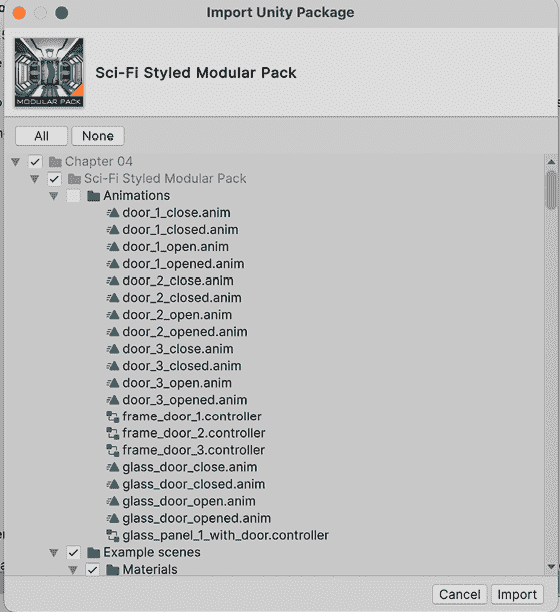 Import Unity Package
MODULAR PACK
Sci-Fi Styled Modular Pack
All None
Chapter 04
Sci-Fi Styled Modular Pack
Animations
door_1_close.anim
door_1_closed.anim
door_1_open.anim
door_1_opened.anim
door_2_close.anim
door_2_closed.anim
door_2_open.anim
door_2_opened.anim
door_3_close.anim
door_3_closed.anim
door_3_open.anim
door_3_opened.anim
frame_door_1.controller
frame_door_2.controller
frame_door_3.controller
glass_door_close.anim
glass_door_closed.anim
glass_door_open.anim
glass_door_opened.anim
glass_panel_1_with_door.controller
Example scenes
Materials
Cancel Import